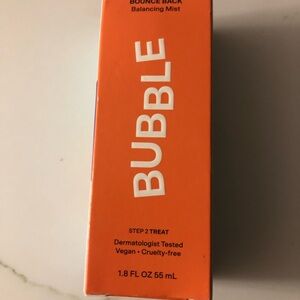 BOUNCE BACK
Balancing Mist
BUBBLE
STEP 2 TREAT
Dermatologist Tested
Vegan • Cruelty-free
1.8 FL OZ 55 mL